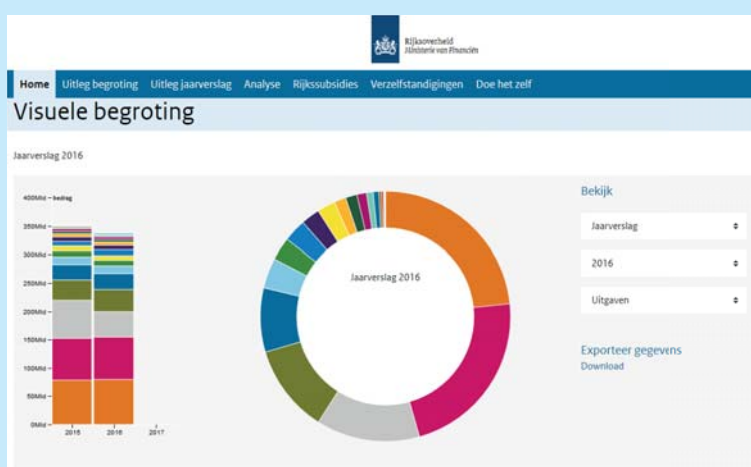 Rijksoverheid
Ministerie van Financiën
Home Uitleg begroting Uitleg jaarverslag Analyse Rijkssubsidies Verzelfstandigingen Doe het zelf
Visuele begroting
Jaarverslag 2016
400Mld bedrag
350Mld
300Mld
250Mld
200Mld
150Mld
100Mld
50Mld
0Mld
2015 2016 2017
Jaarverslag 2016
Bekijk
Jaarverslag
2016
Uitgaven
Exporteer gegevens
Download